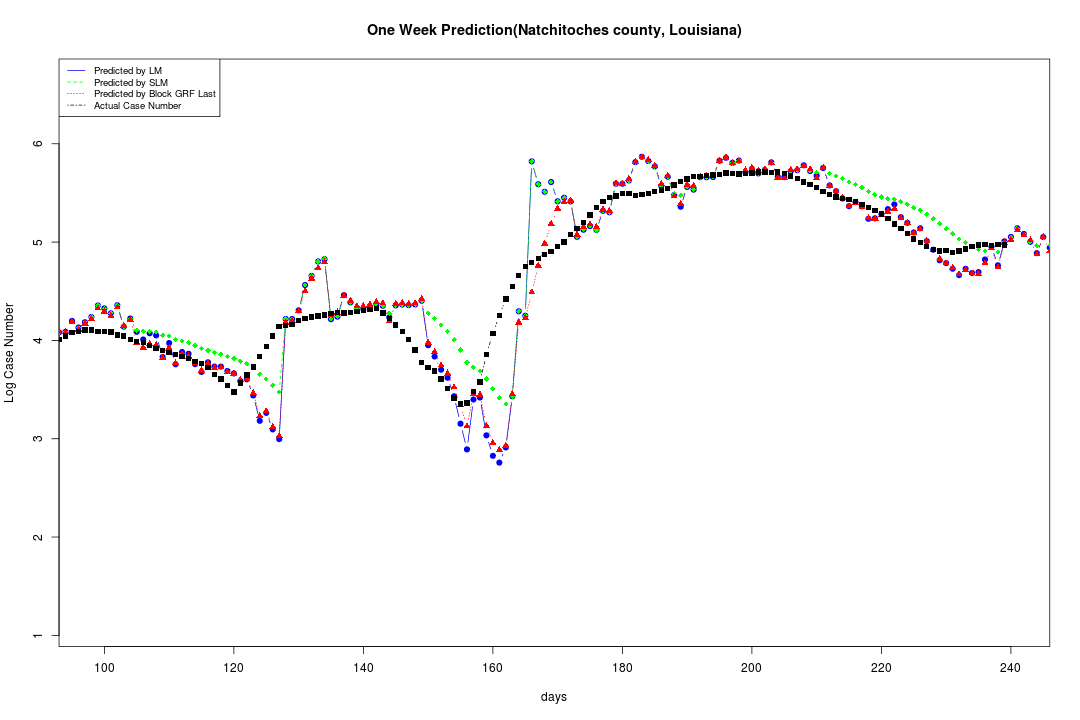 One Week Prediction(Natchitoches county, Louisiana)
Predicted by LM
Predicted by SLM
Predicted by Block GRF Last
Actual Case Number
Log Case Number
6
5
4
3
2
1
100 120 140 160 180 200 220 240
days